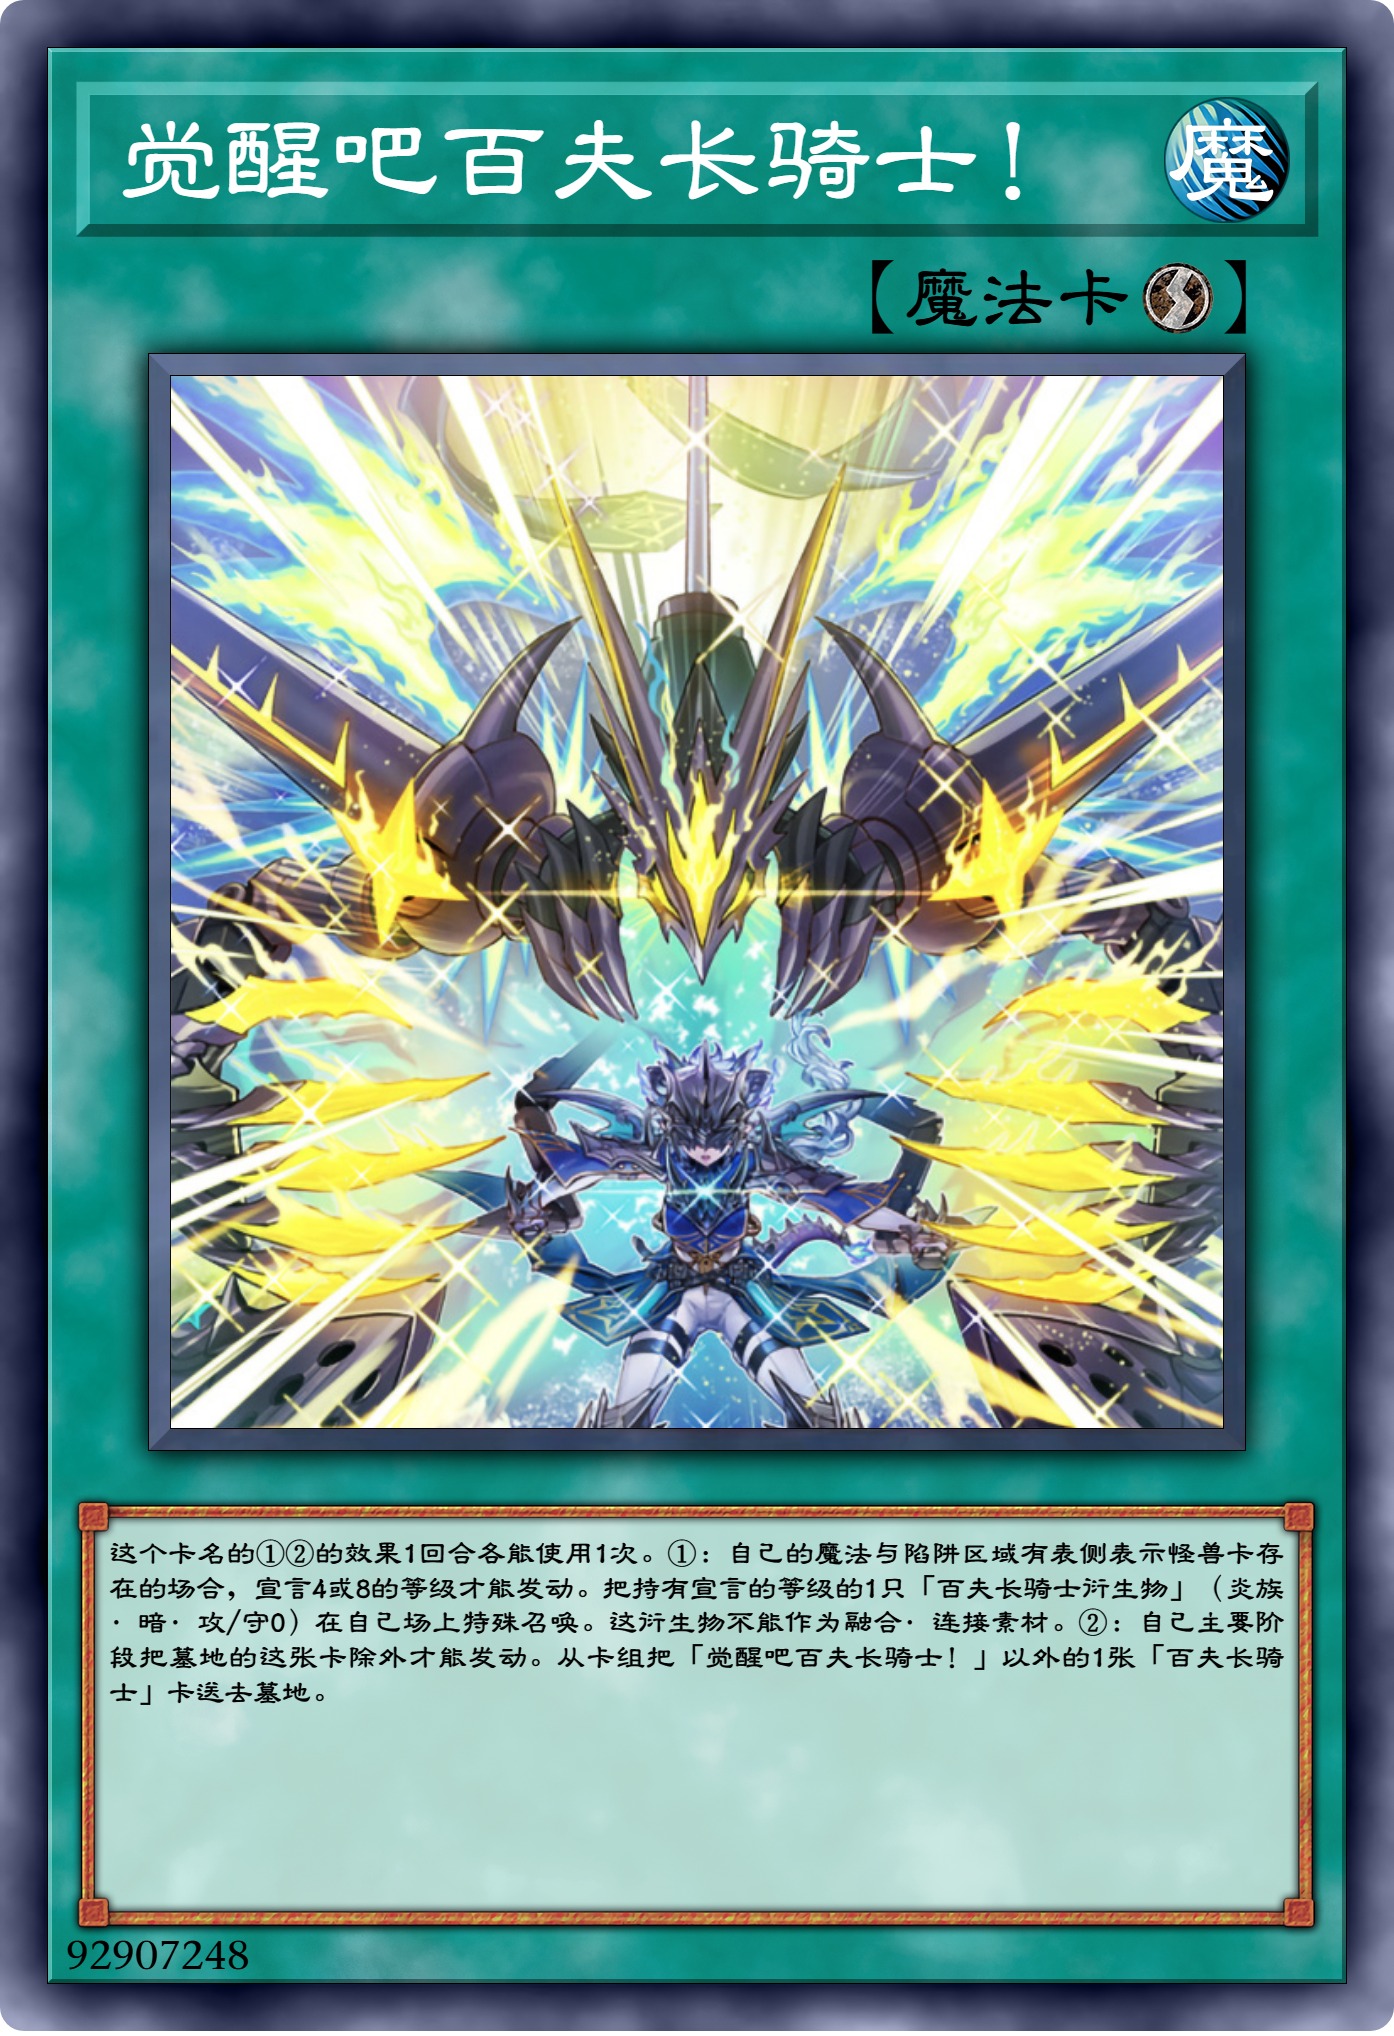 觉醒吧百夫长骑士！
魔
【魔法卡】
这个卡名的①②的效果1回合各能使用1次。①：自己的魔法与陷阱区域有表侧表示怪兽卡存
在的场合，宣言4或8的等级才能发动。把持有宣言的等级的1只「百夫长骑士衍生物」（炎族
·暗·攻/守0）在自己场上特殊召唤。这衍生物不能作为融合·连接素材。②：自己主要阶
段把墓地的这张卡除外才能发动。从卡组把「觉醒吧百夫长骑士！」以外的1张「百夫长骑
士」卡送去墓地。
92907248